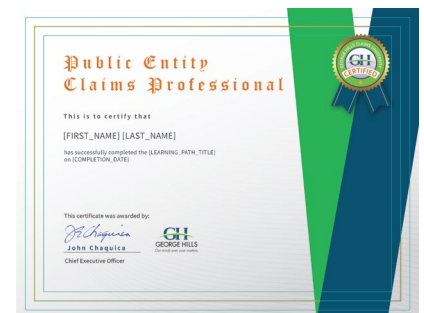 Public Entity
Claims Professional
This is to certify that
[FIRST_NAME] [LAST_NAME]
has successfully completed the [LEARNING_PATH_TITLE]
on [COMPLETION_DATE]
This certificate was awarded by:
John Chaquica
Chief Executive Officer
GH
GEORGE HILLS
GH
CERTIFIED